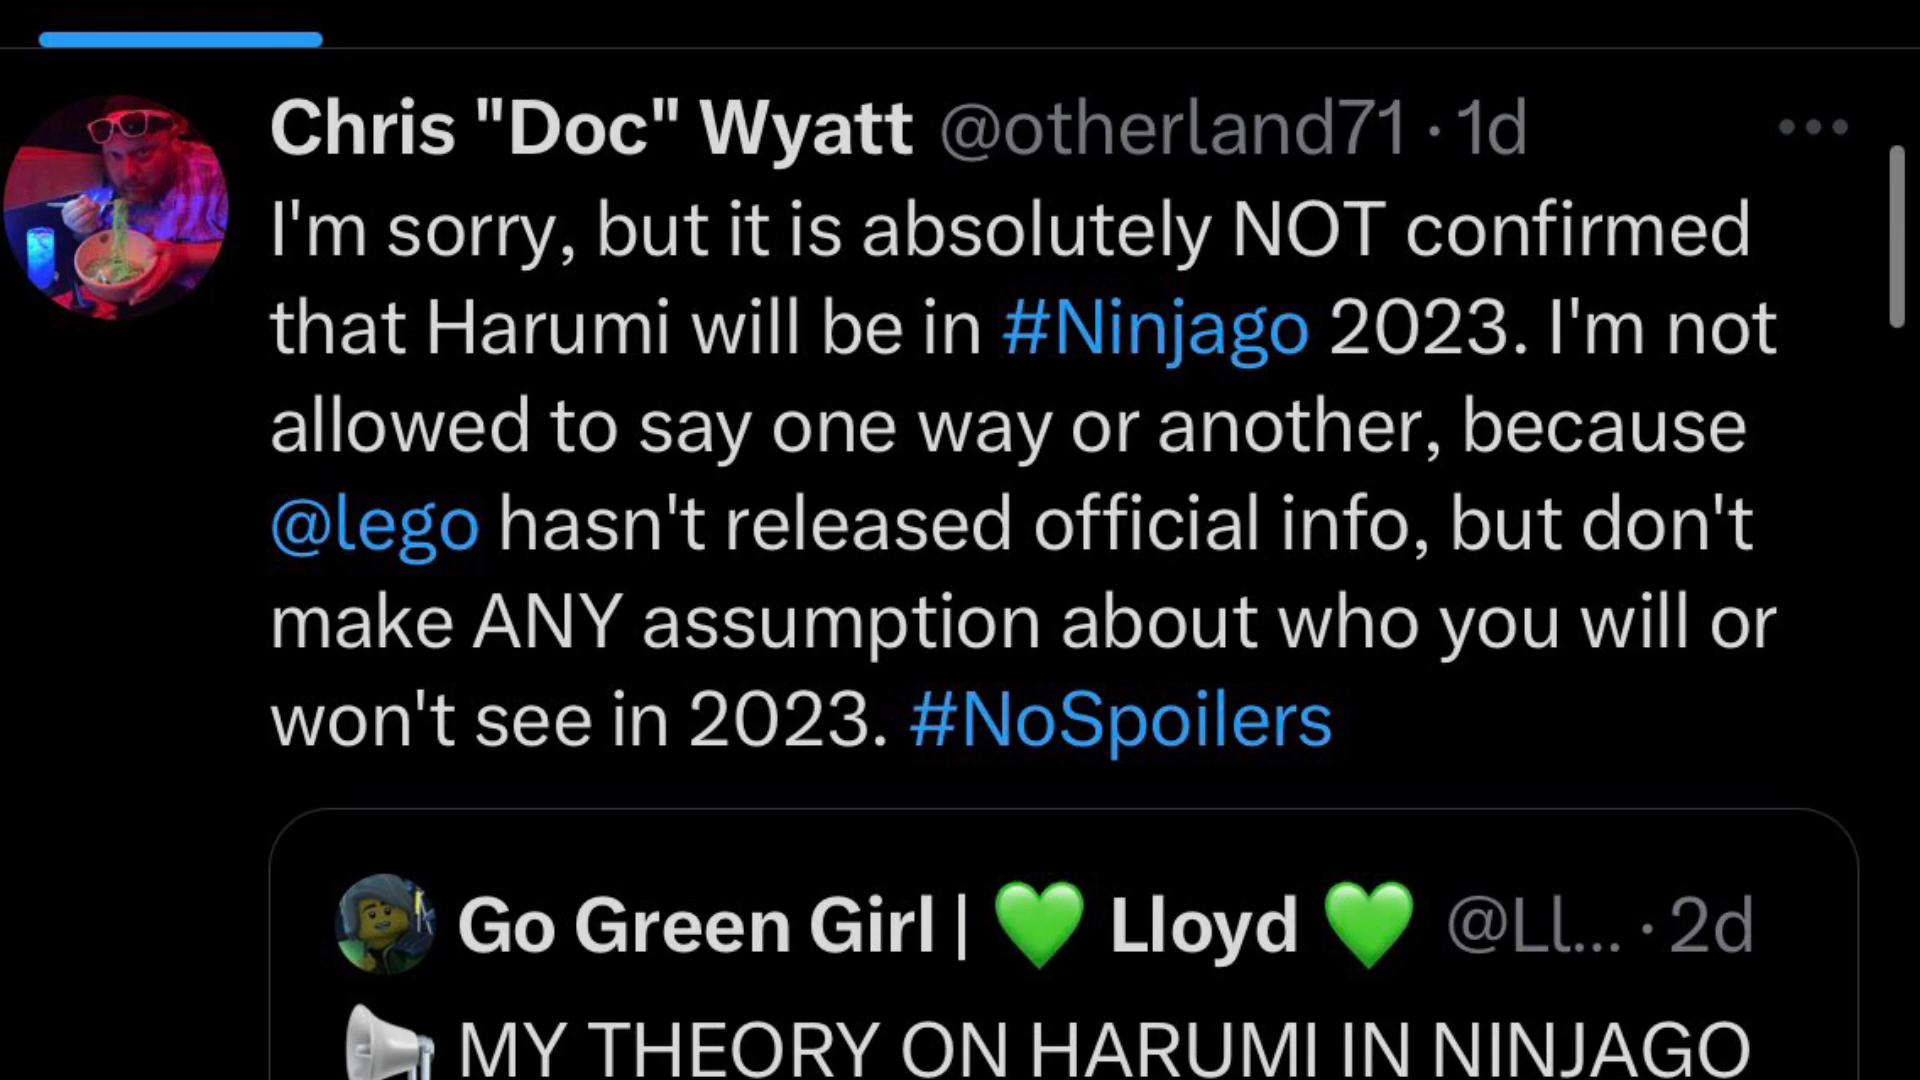 Chris "Doc" Wyatt @otherland71 · 1d
I'm sorry, but it is absolutely NOT confirmed
that Harumi will be in #Ninjago 2023. I'm not
allowed to say one way or another, because
@lego hasn't released official info, but don't
make ANY assumption about who you will or
won't see in 2023. #NoSpoilers
Go Green Girl | 💚 Lloyd 💚 @Ll... · 2d
MY THEORY ON HARUMI IN NINJAGO